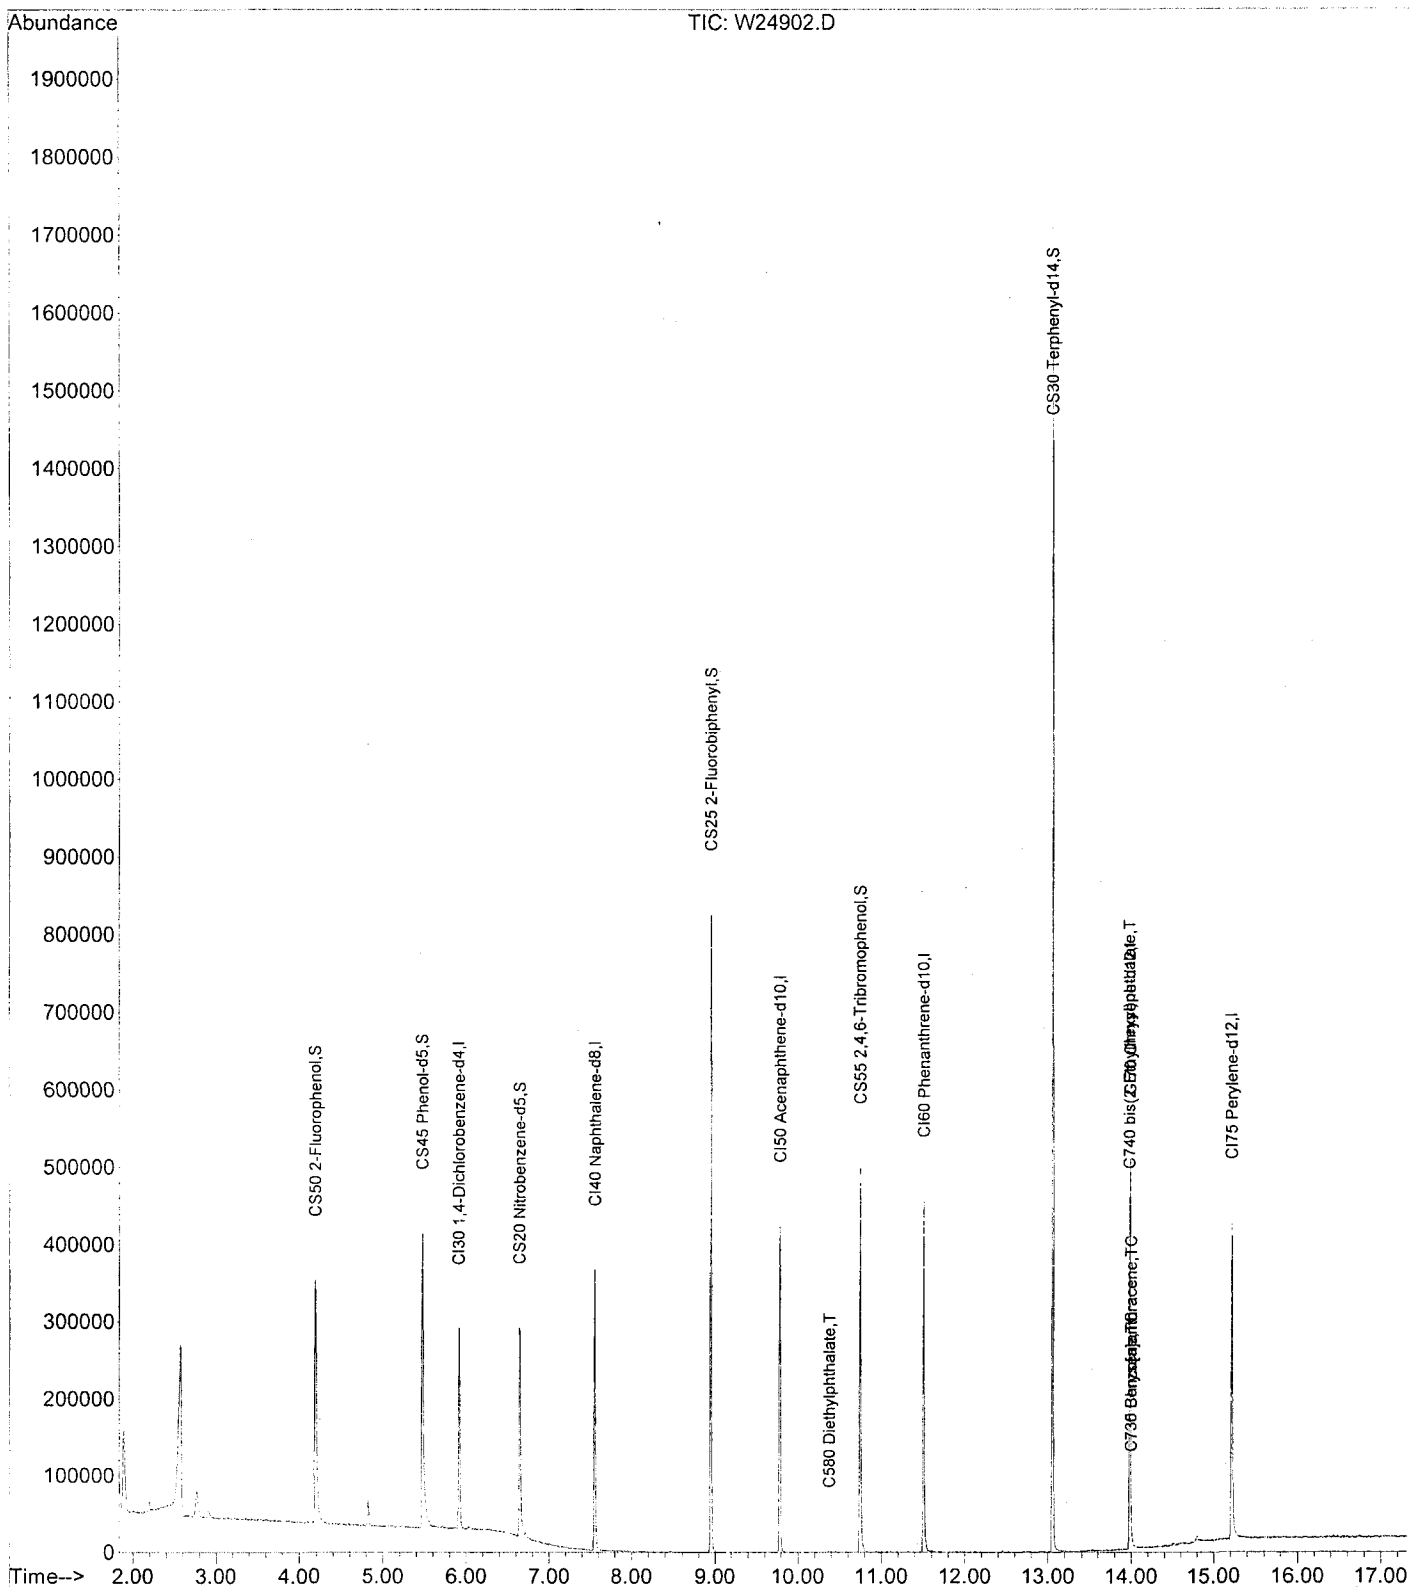 Abundance
TIC: W24902.D
1900000
1800000
1700000
1600000
1500000
1400000
1300000
1200000
1100000
1000000
900000
800000
700000
600000
500000
400000
300000
200000
100000
0
CS50 2-Fluorophenol,S
CS45 Phenol-d5,S
CI30 1,4-Dichlorobenzene-d4,I
CS20 Nitrobenzene-d5,S
CI40 Naphthalene-d8,I
CS25 2-Fluorobiphenyl,S
CI50 Acenaphthene-d10,I
C580 Diethylphthalate,T
CS55 2,4,6-Tribromophenol,S
CI60 Phenanthrene-d10,I
CS30 Terphenyl-d14,S
C740
CI75 Perylene-d12,I
Time--> 2.00 3.00 4.00 5.00 6.00 7.00 8.00 9.00 10.00 11.00 12.00 13.00 14.00 15.00 16.00 17.00